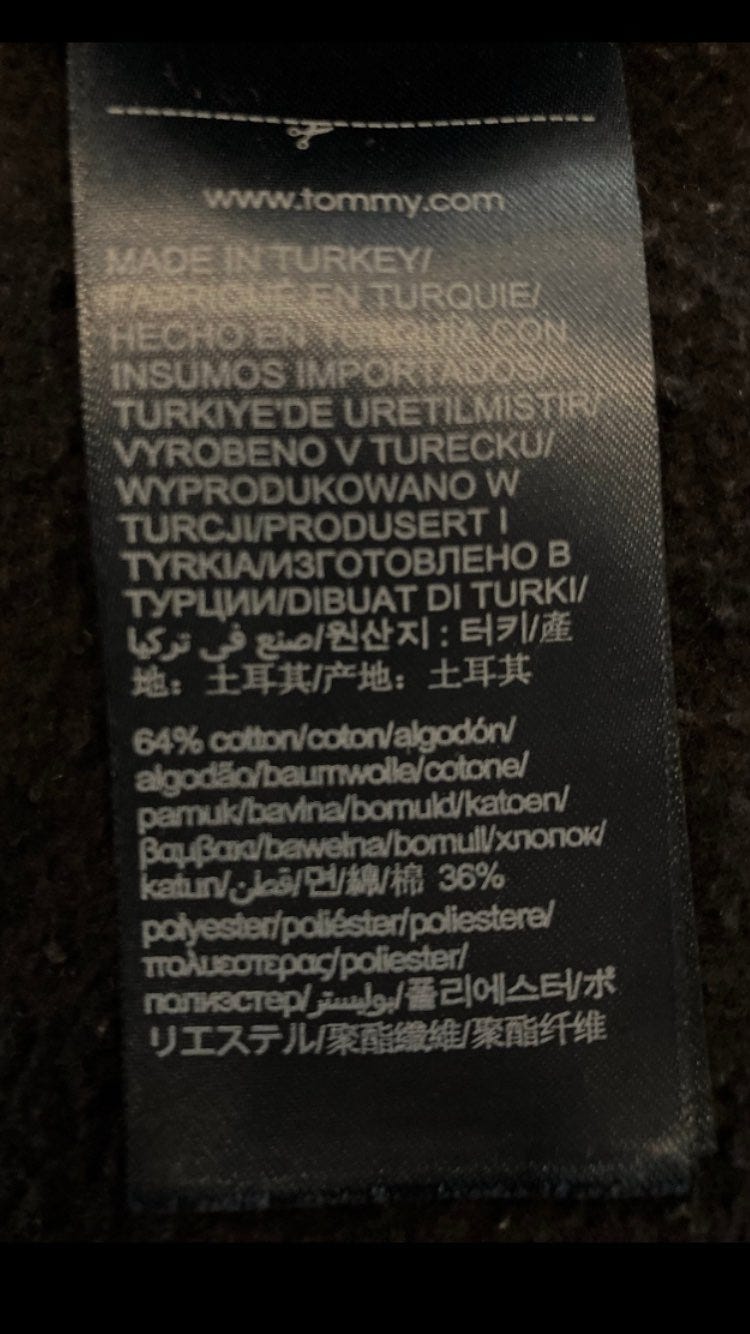 www.tommy.com
MADE IN TURKEY/
FABRIQUÉ EN TURQUIE/
HECHO EN TURQUIA CON
INSUMOS IMPORTADOS/
TURKIYE'DE URETILMISTIR/
VYROBENO V TURECKU/
WYPRODUKOWANO W
TURCJI/PRODUSERT I
TYRKIA/ИЗГОТОВЛЕНО В
ТУРЦИИ/DIBUAT DI TURKI/
صنع في تركيا/원산지 : 터키/產
地：土耳其/产地：土耳其
64% cotton/coton/algodón/
algodão/baumwolle/cotone/
pamuk/bavlna/bomuld/katoen/
βαμβακι/bawełna/bomull/хлопок/
katun/قطن/면/綿/棉 36%
polyester/poliéster/poliestere/
πολυεστερας/poliester/
полиэстер/بوليستر/폴리에스터/ポ
リエステル/聚酯纖維/聚酯纤维